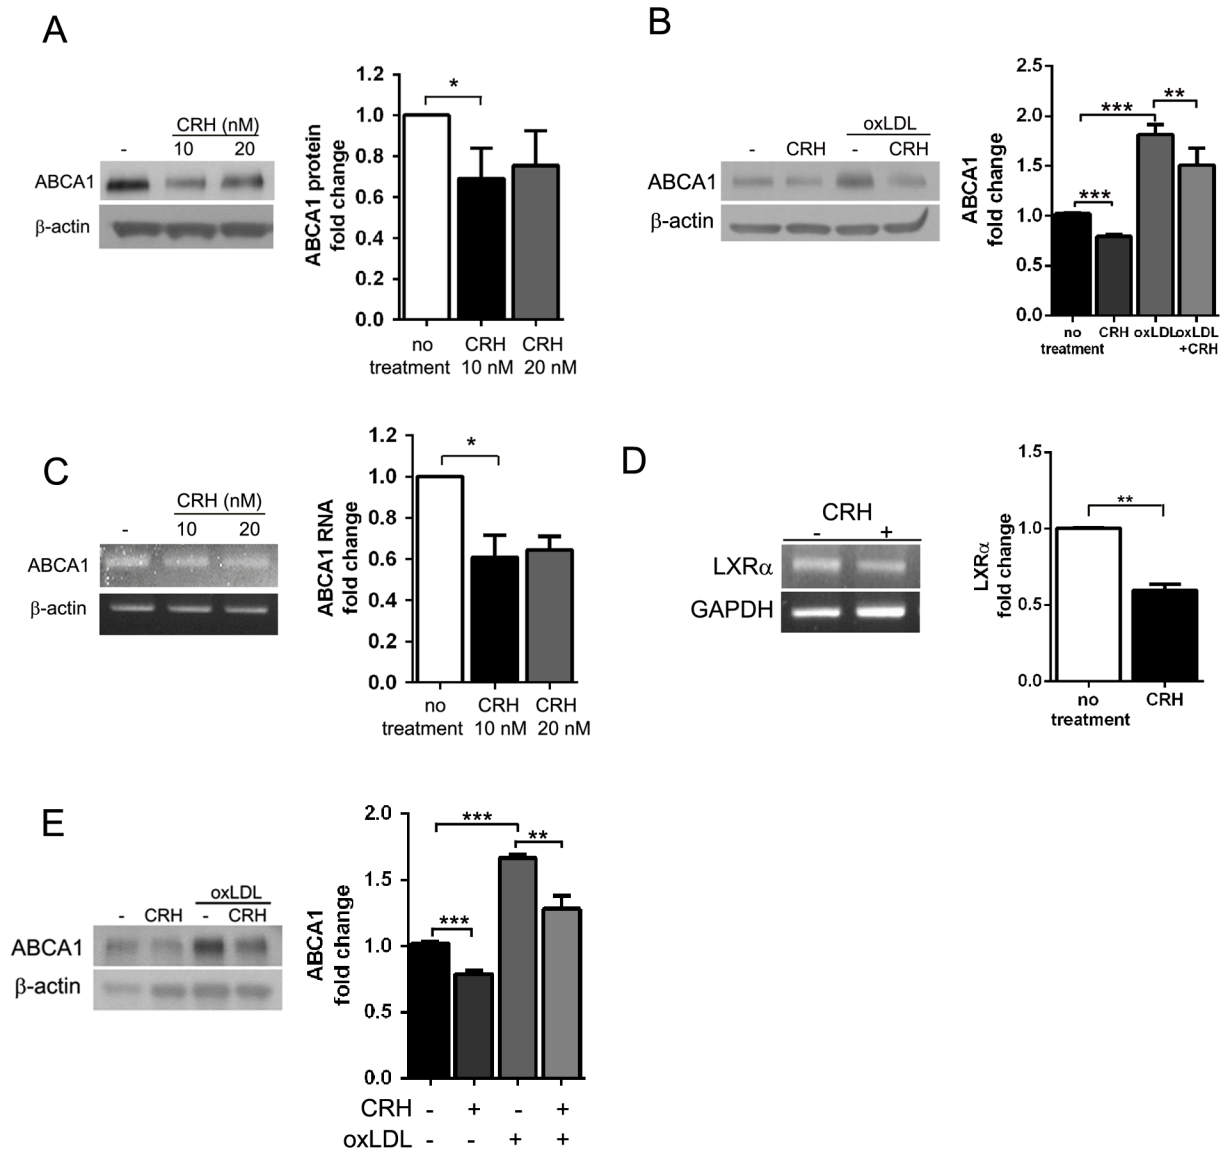 A
CRH (nM)
- 10 20
ABCA1
β-actin
ABCA1 protein
fold change
1.2
1.0
0.8
0.6
0.4
0.2
0.0
*
no
treatment
CRH
10 nM
CRH
20 nM
B
oxLDL
- CRH - CRH
ABCA1
β-actin
ABCA1
fold change
2.5
2.0
1.5
1.0
0.5
0.0
***
***
**
no
treatment
CRH
oxLDL
oxLDL
+CRH
C
CRH (nM)
- 10 20
ABCA1
β-actin
ABCA1 RNA
fold change
1.2
1.0
0.8
0.6
0.4
0.2
0.0
*
no
treatment
CRH
10 nM
CRH
20 nM
D
CRH
- +
LXRα
GAPDH
LXRα
fold change
1.5
1.0
0.5
0.0
**
no
treatment
CRH
E
oxLDL
- CRH - CRH
ABCA1
β-actin
ABCA1
fold change
2.0
1.5
1.0
0.5
0.0
***
***
**
CRH - + - +
oxLDL - - + +